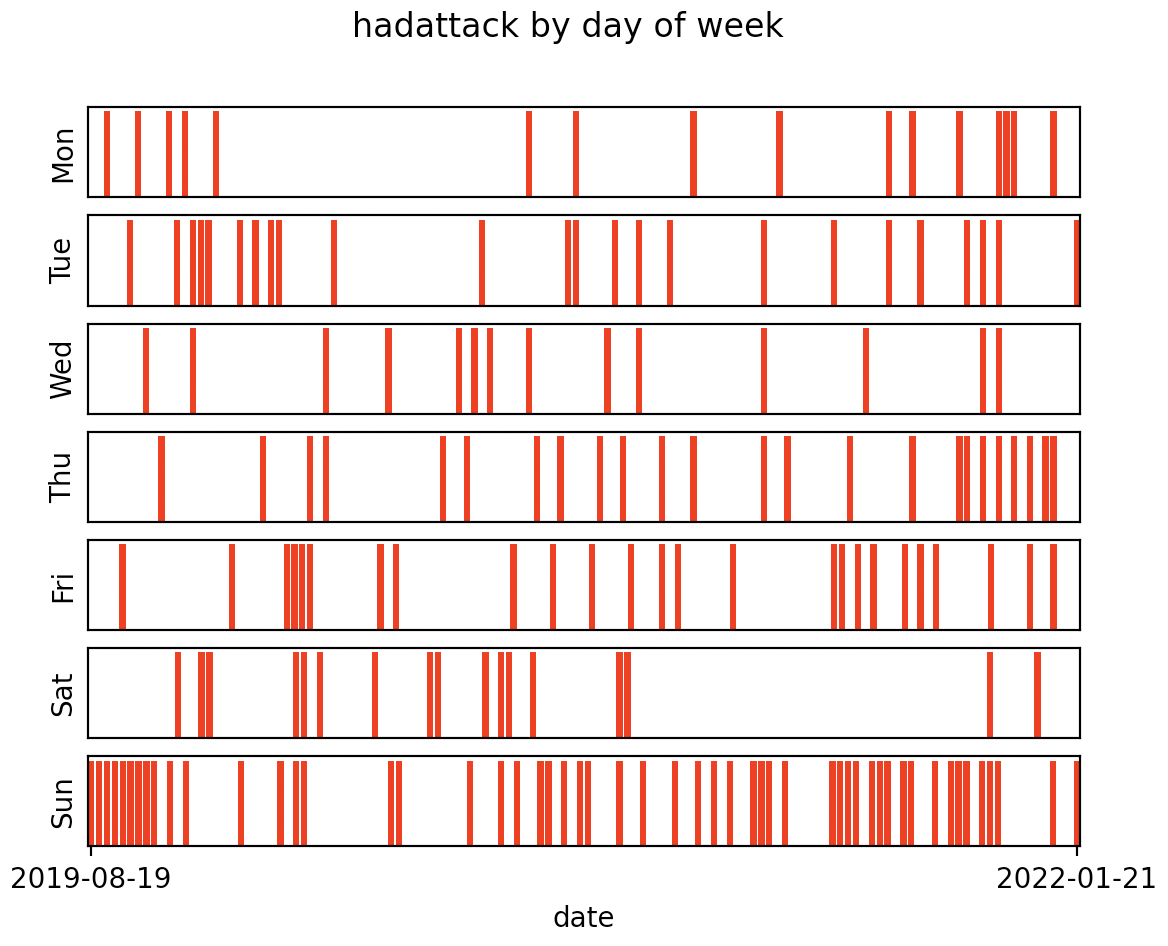 hadattack by day of week
Mon
Tue
Wed
Thu
Fri
Sat
Sun
2019-08-19
2022-01-21
date